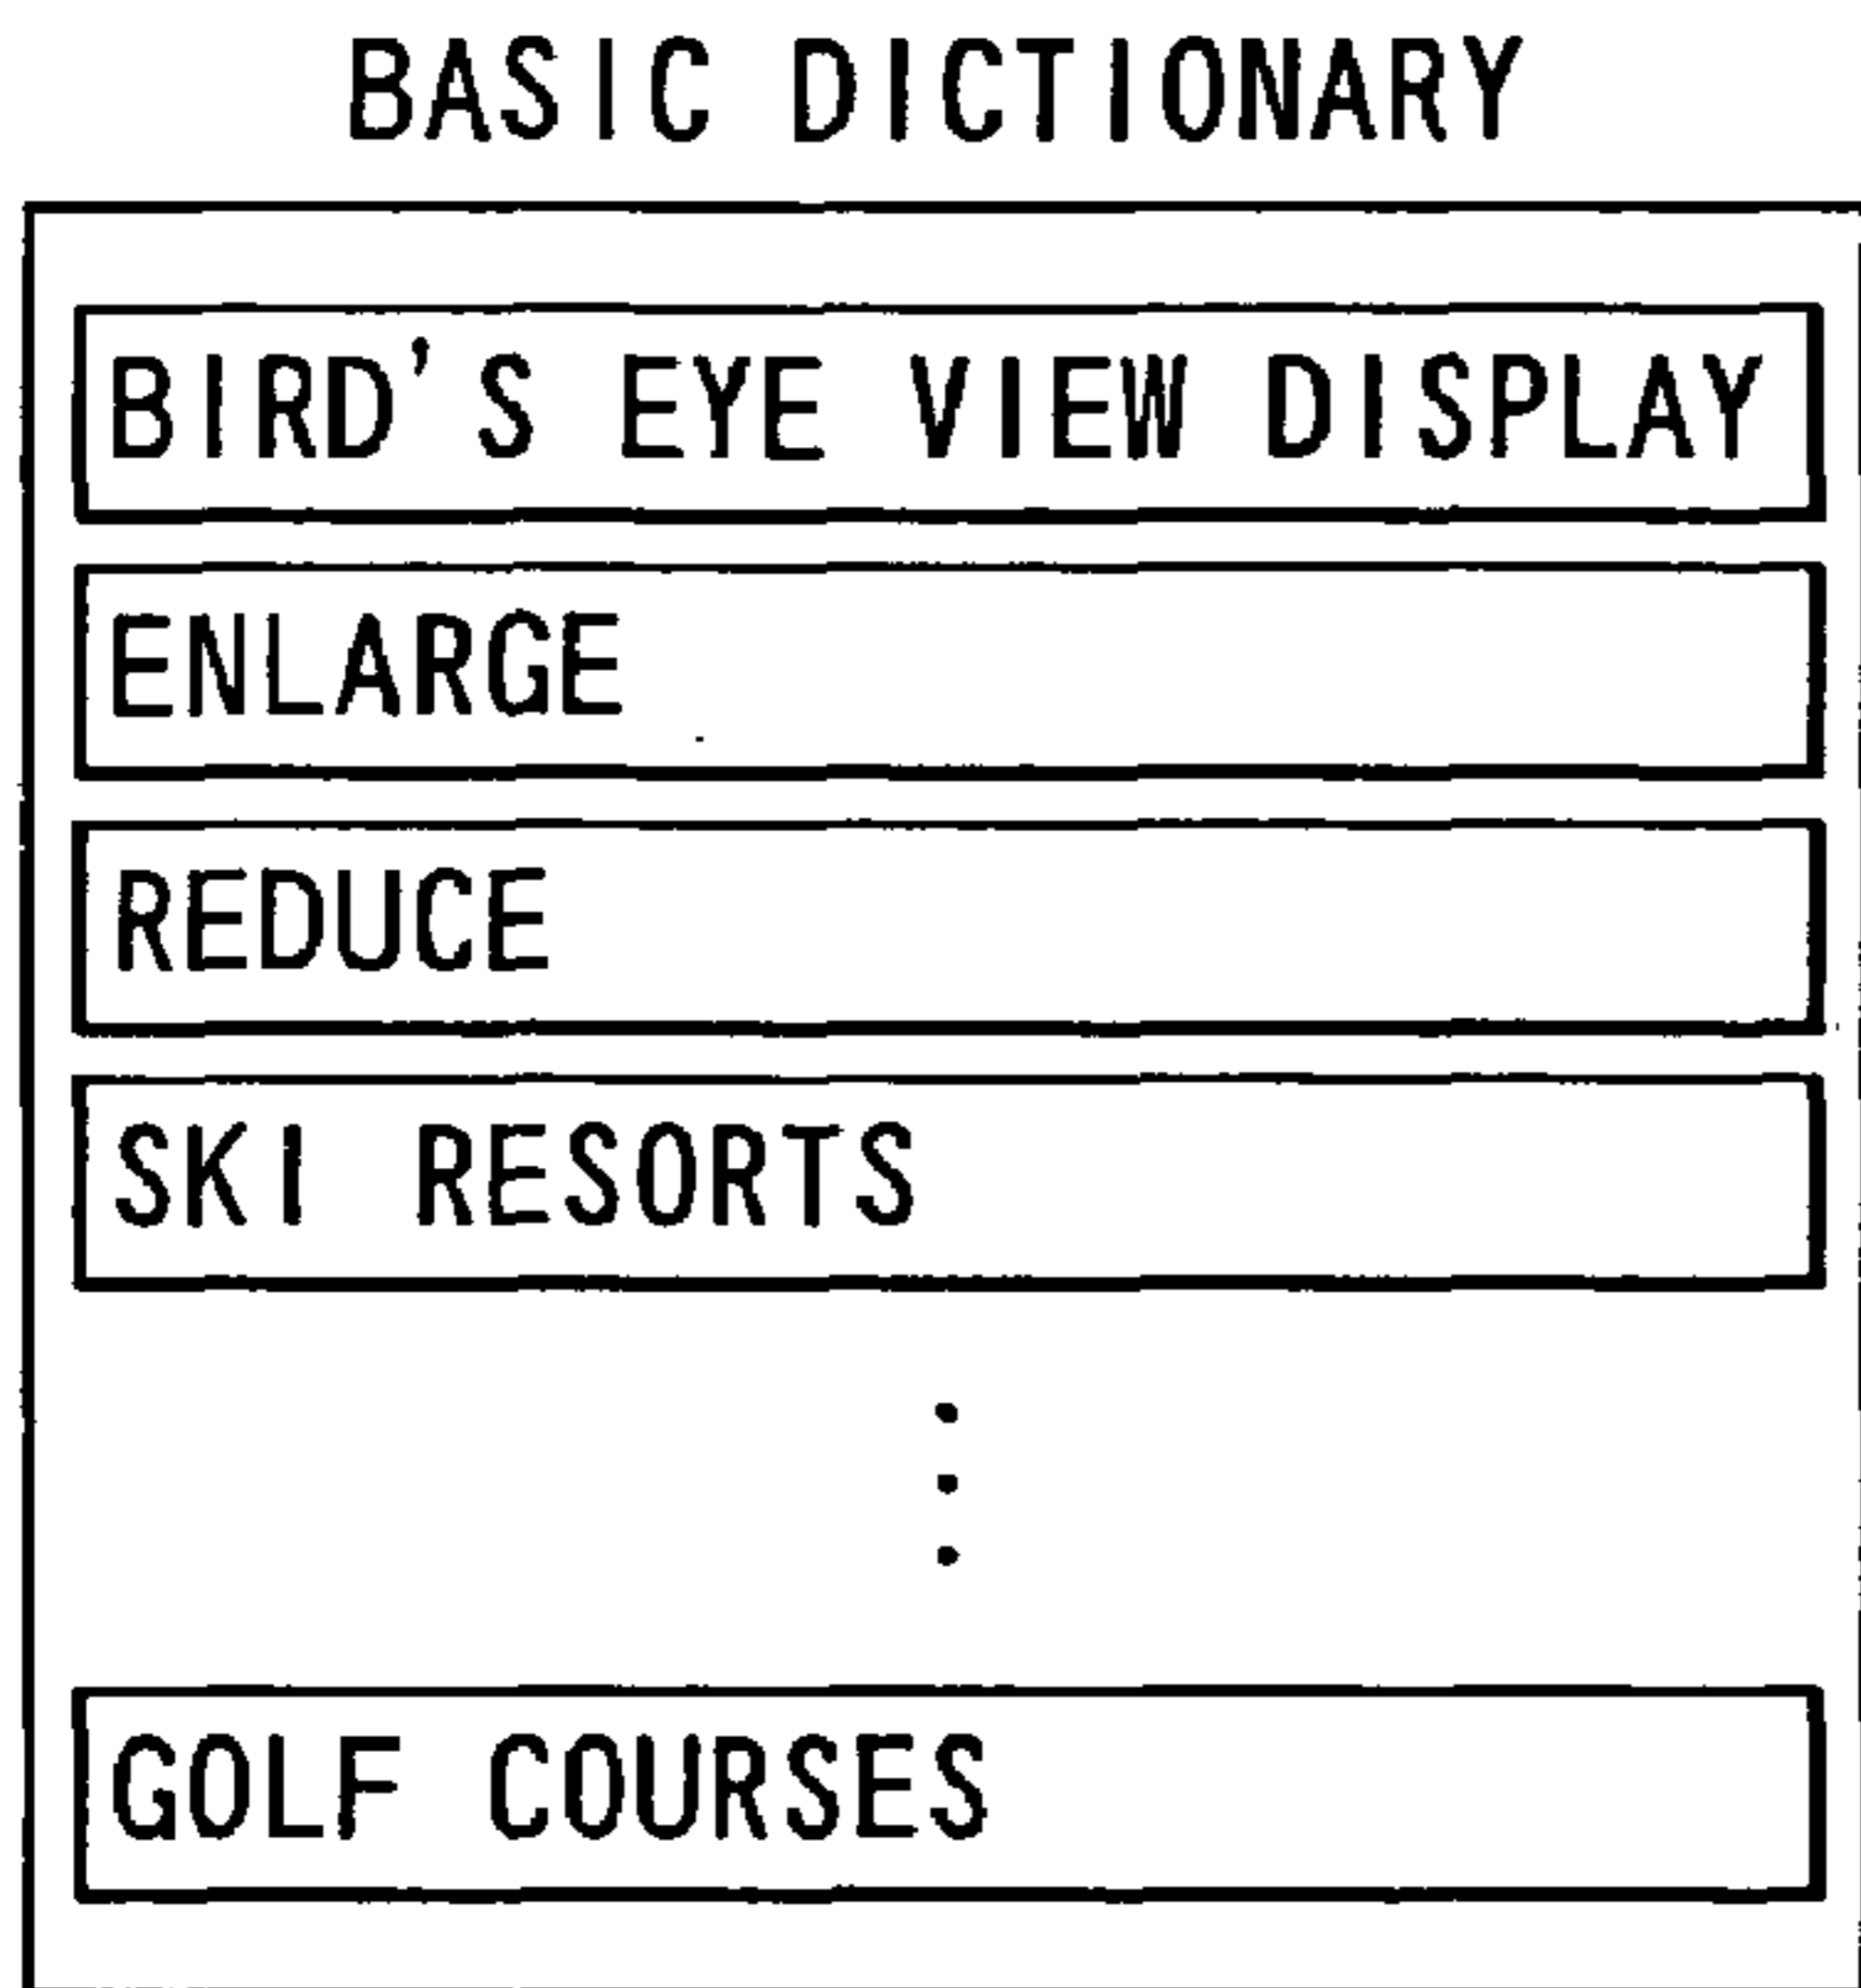 BASIC DICTIONARY
BIRD'S EYE VIEW DISPLAY
ENLARGE
REDUCE
SKI RESORTS
GOLF COURSES